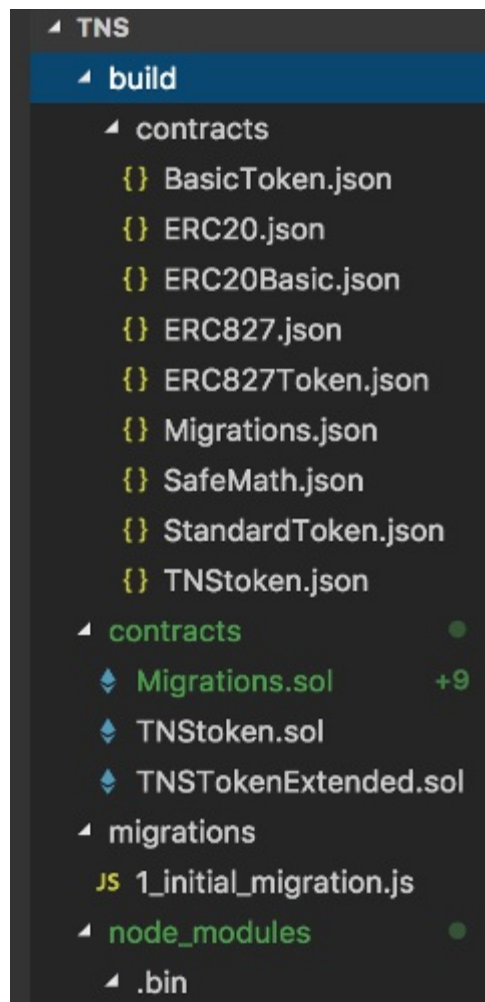 TNS
build
contracts
{} BasicToken.json
{} ERC20.json
{} ERC20Basic.json
{} ERC827.json
{} ERC827Token.json
{} Migrations.json
{} SafeMath.json
{} StandardToken.json
{} TNStoken.json
contracts
Migrations.sol +9
TNStoken.sol
TNSTokenExtended.sol
migrations
JS 1_initial_migration.js
node_modules
.bin